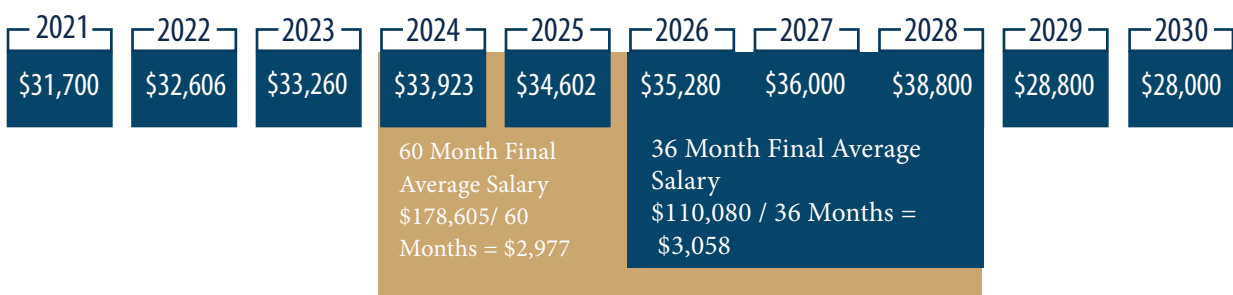 2021 2022 2023 2024 2025 2026 2027 2028 2029 2030
$31,700 $32,606 $33,260 $33,923 $34,602 $35,280 $36,000 $38,800 $28,800 $28,000
60 Month Final
Average Salary
$178,605/ 60
Months = $2,977
36 Month Final Average
Salary
$110,080 / 36 Months =
$3,058